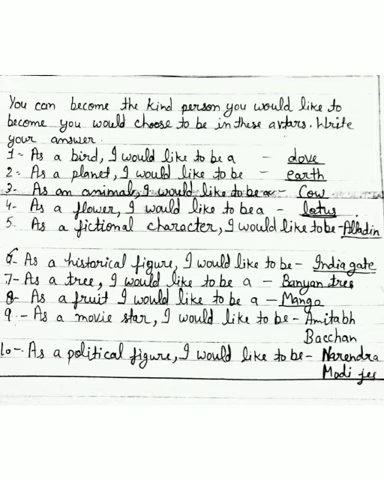 You can become the kind person you would like to
become you would choose to be in these avtars. Write
your answer.
1- As a bird, I would like to be a - dove
2- As a planet, I would like to be - earth
3- As an animal, I would like to be a - Cow
4- As a flower, I would like to be a - lotus
5. As a fictional character, I would like to be - Alladin
6. As a historical figure, I would like to be - India gate
7- As a tree, I would like to be a - Banyan tres
8- As a fruit I would like to be a - Manga
9.- As a movie star, I would like to be - Amitabh
Bacchan
10-. As a political figure, I would like to be - Narendra
Modi jes